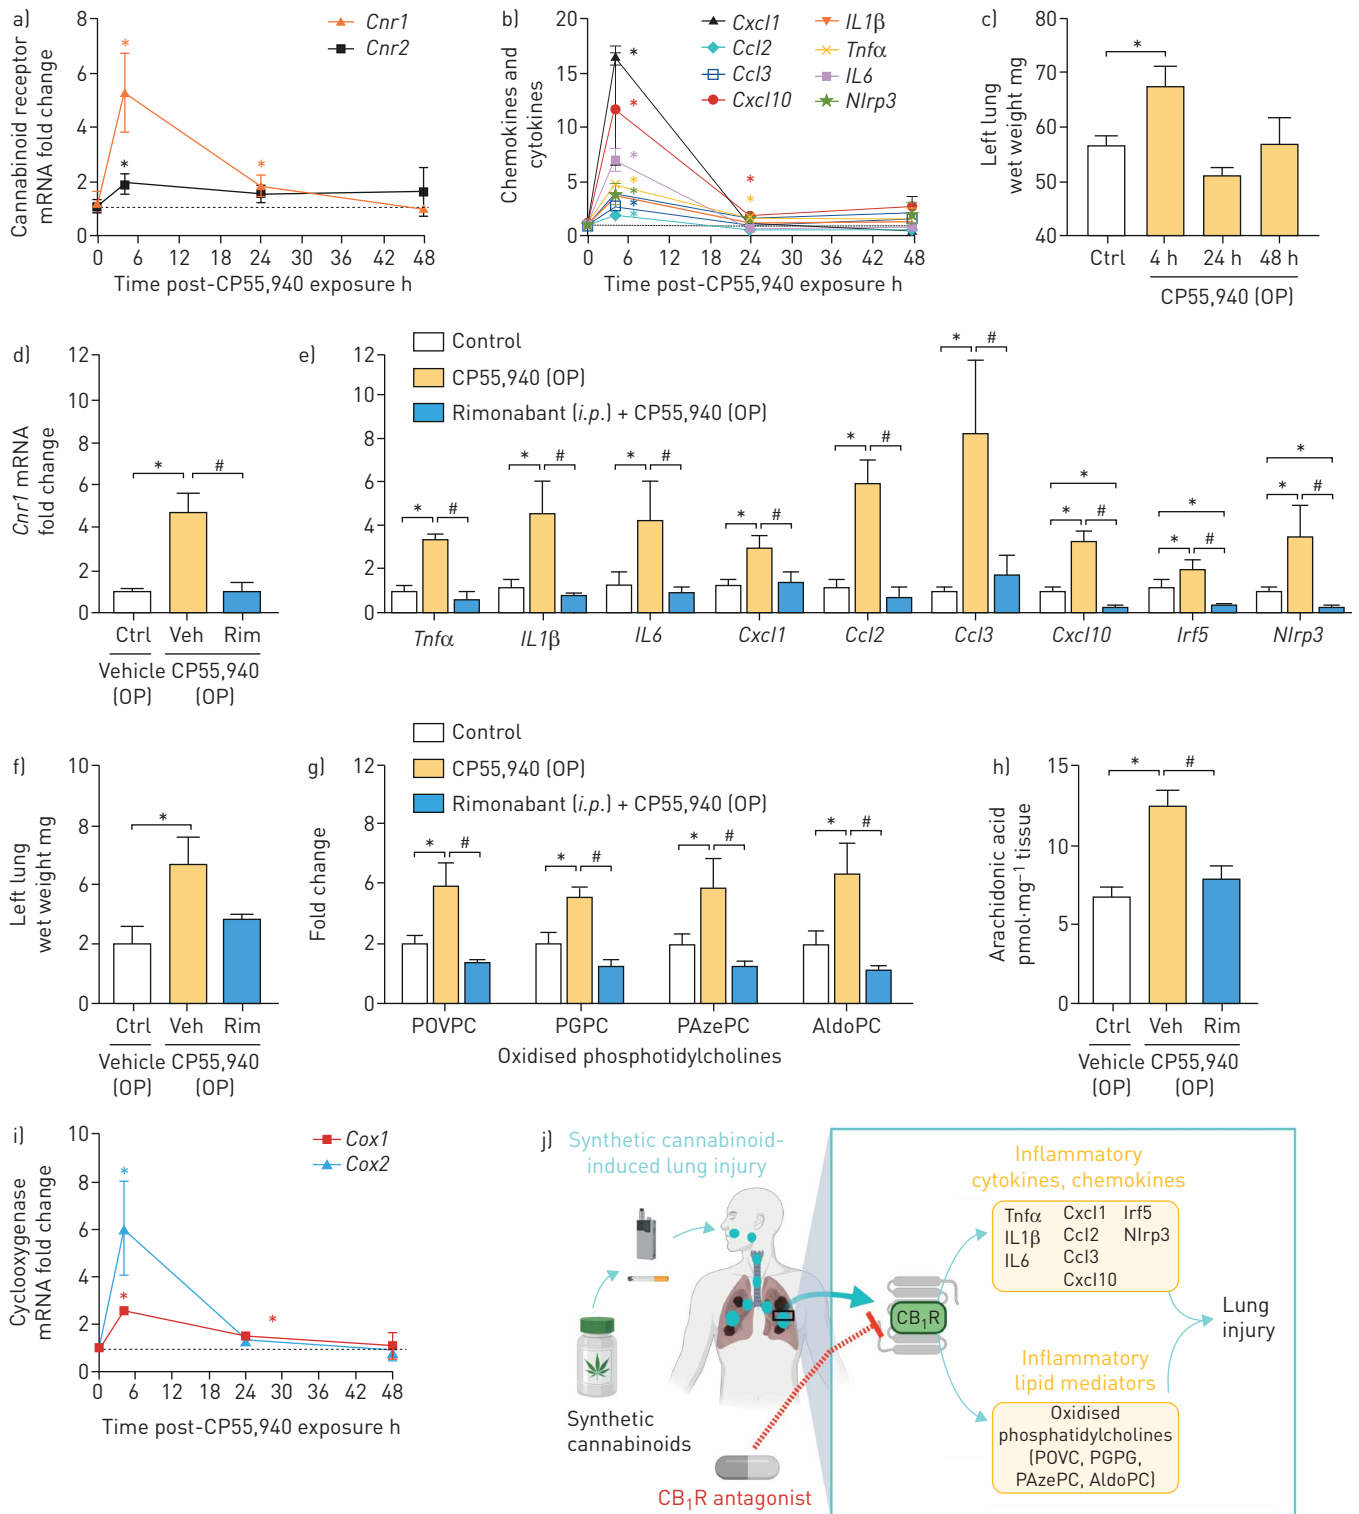 a)
Cannabinoid receptor
mRNA fold change
8
6
4
2
0
Cnr1
Cnr2
*
*
*
0 6 12 18 24 30 36 42 48
Time post-CP55,940 exposure h
b)
Chemokines and
cytokines
20
15
10
5
0
Cxcl1
Ccl2
Ccl3
Cxcl10
IL1β
Tnfα
IL6
Nlrp3
*
*
*
*
*
*
*
*
*
0 6 12 18 24 30 36 42 48
Time post-CP55,940 exposure h
c)
Left lung
wet weight mg
80
70
60
50
40
*
Ctrl 4 h 24 h 48 h
CP55,940 (OP)
d)
Cnr1 mRNA
fold change
12
10
8
6
4
2
0
* #
Ctrl Veh Rim
Vehicle CP55,940
(OP) (OP)
e)
12
10
8
6
4
2
0
Control
CP55,940 (OP)
Rimonabant (i.p.) + CP55,940 (OP)
* #
* #
* #
* #
* #
* #
*
* #
*
* #
*
* #
Tnfα IL1β IL6 Cxcl1 Ccl2 Ccl3 Cxcl10 Irf5 Nlrp3
f)
Left lung
wet weight mg
10
8
6
4
2
0
*
Ctrl Veh Rim
Vehicle CP55,940
(OP) (OP)
g)
Fold change
12
8
6
2
0
Control
CP55,940 (OP)
Rimonabant (i.p.) + CP55,940 (OP)
* #
* #
* #
* #
POVPC PGPC PAzePC AldoPC
Oxidised phosphotidylcholines
h)
Arachidonic acid
pmol·mg⁻¹ tissue
15
10
5
0
* #
Ctrl Veh Rim
Vehicle CP55,940
(OP) (OP)
i)
Cyclooxygenase
mRNA fold change
10
8
6
4
2
0
Cox1
Cox2
*
*
*
0 6 12 18 24 30 36 42 48
Time post-CP55,940 exposure h
j)
Synthetic cannabinoid-
induced lung injury
Synthetic
cannabinoids
CB₁R antagonist
CB₁R
Inflammatory
cytokines, chemokines
Tnfα Cxcl1 Irf5
IL1β Ccl2 Nlrp3
IL6 Ccl3
Cxcl10
Lung
injury
Inflammatory
lipid mediators
Oxidised
phosphatidylcholines
(POVC, PGPG,
PAzePC, AldoPC)